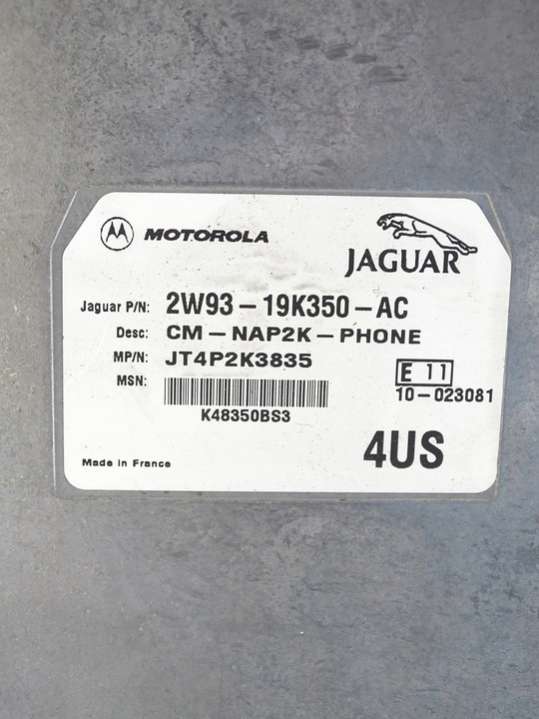 MOTOROLA
JAGUAR
Jaguar P/N: 2W93-19K350-AC
Desc: CM-NAP2K-PHONE
MP/N: JT4P2K3835
MSN:
K48350BS3
E 11
10-023081
4US
Made in France